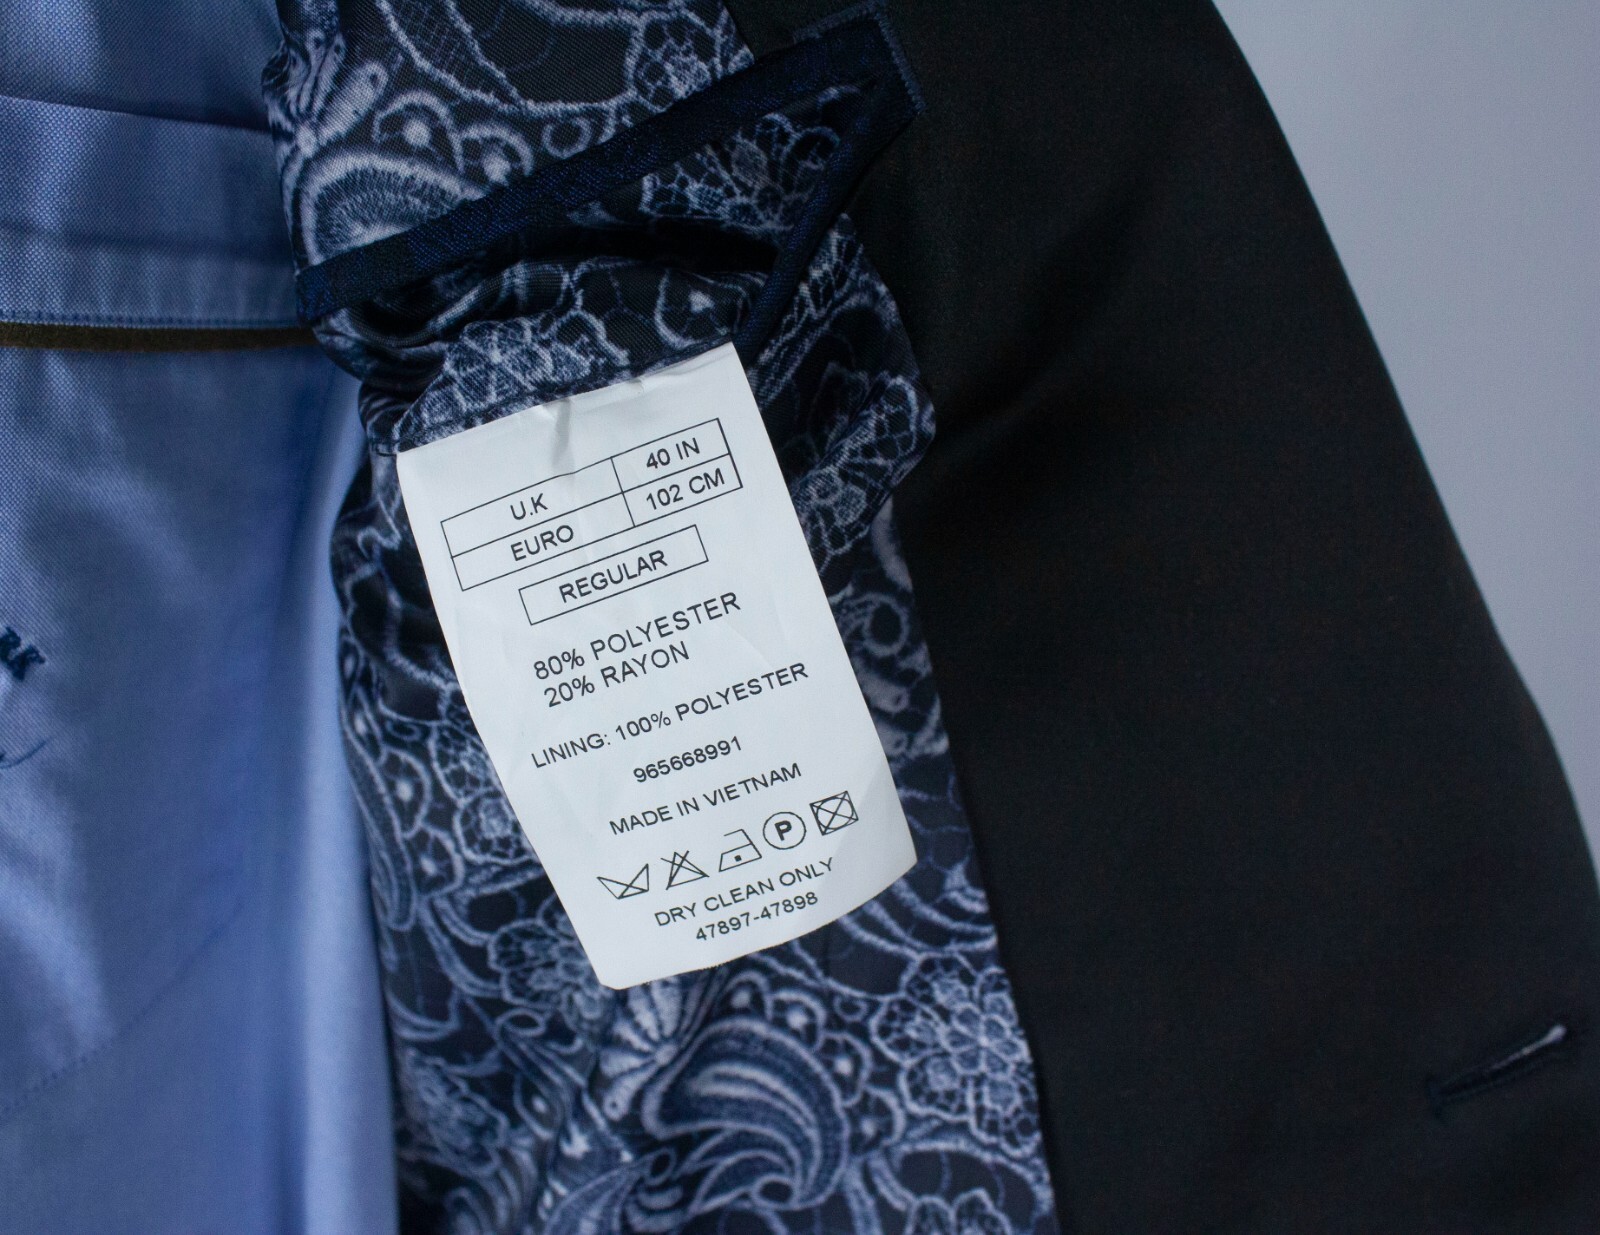 U.K 40 IN
EURO 102 CM
REGULAR
80% POLYESTER
20% RAYON
LINING: 100% POLYESTER
965668991
MADE IN VIETNAM
P
DRY CLEAN ONLY
47897-47898